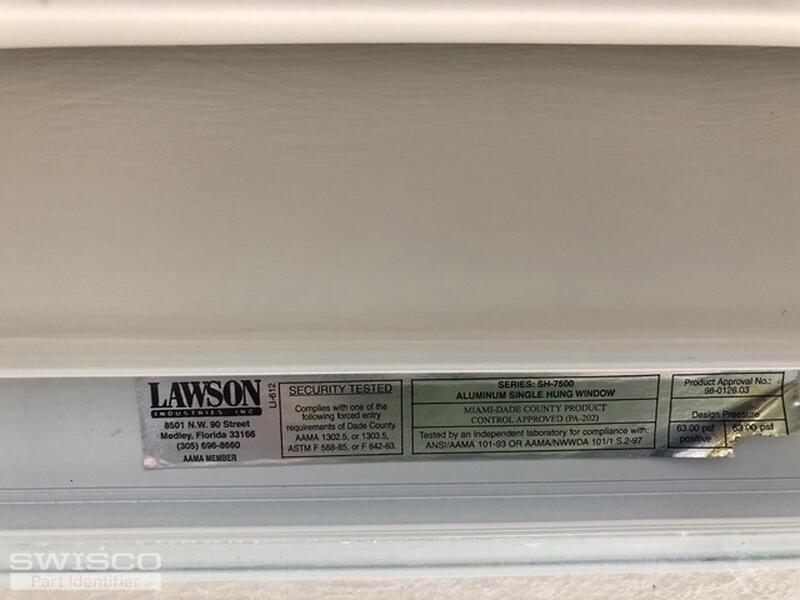 LAWSON
INDUSTRIES, INC.
8501 N.W. 90 Street
Medley, Florida 33166
(305) 696-8660
AAMA MEMBER
LI-612
SECURITY TESTED
Complies with one of the
following forced entry
requirements of Dade County.
AAMA 1302.5, or 1303.5,
ASTM F 588-85, or F 842-83.
SERIES: SH-7500
ALUMINUM SINGLE HUNG WINDOW
MIAMI-DADE COUNTY PRODUCT
CONTROL APPROVED (PA-202)
Tested by an independent laboratory for compliance with:
ANSI/AAMA 101-93 OR AAMA/NWWDA 101/1 S.2-97
Product Approval No.:
98-0126.03
Design Pressure
63.00 psf 63.00 psf
positive
SWISCO
Part Identifier